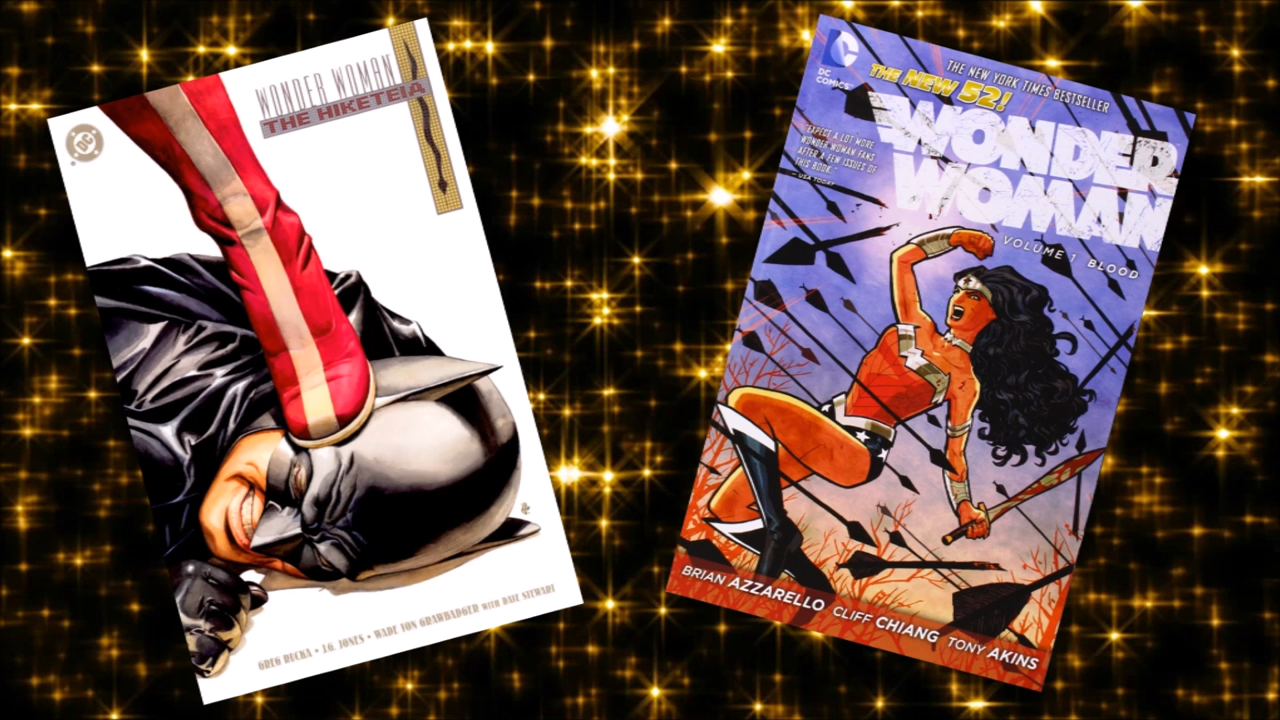 WONDER WOMAN
THE HIKETEIA
DC
GREG RUCKA • J.G. JONES • WADE VON GRAWBADGER WITH DAVE STEWART
DC
COMICS™
THE NEW YORK TIMES BESTSELLER
THE NEW 52!
WONDER
WOMAN
"EXPECT A LOT MORE
WONDER WOMAN FANS
AFTER A FEW ISSUES OF
THIS BOOK."
— USA TODAY
VOLUME 1 BLOOD
BRIAN AZZARELLO CLIFF CHIANG TONY AKINS